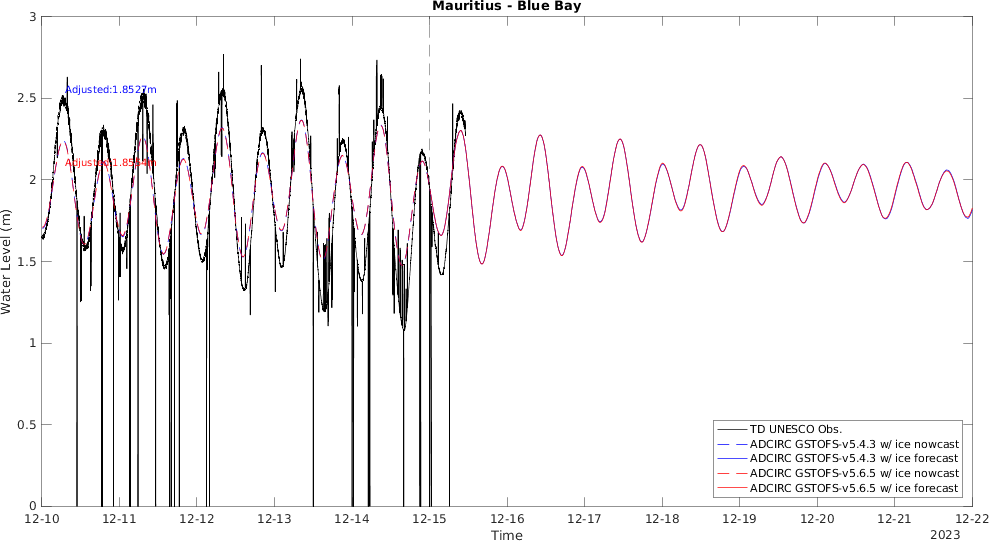 Mauritius - Blue Bay
Water Level (m)
3
2.5
2
1.5
1
0.5
0
Adjusted:1.8527m
12-10
12-11
12-12
12-13
12-14
12-15
12-16
12-17
12-18
12-19
12-20
12-21
12-22
Time
2023
TD UNESCO Obs.
ADCIRC GSTOFS-v5.4.3 w/ ice nowcast
ADCIRC GSTOFS-v5.4.3 w/ ice forecast
ADCIRC GSTOFS-v5.6.5 w/ ice nowcast
ADCIRC GSTOFS-v5.6.5 w/ ice forecast